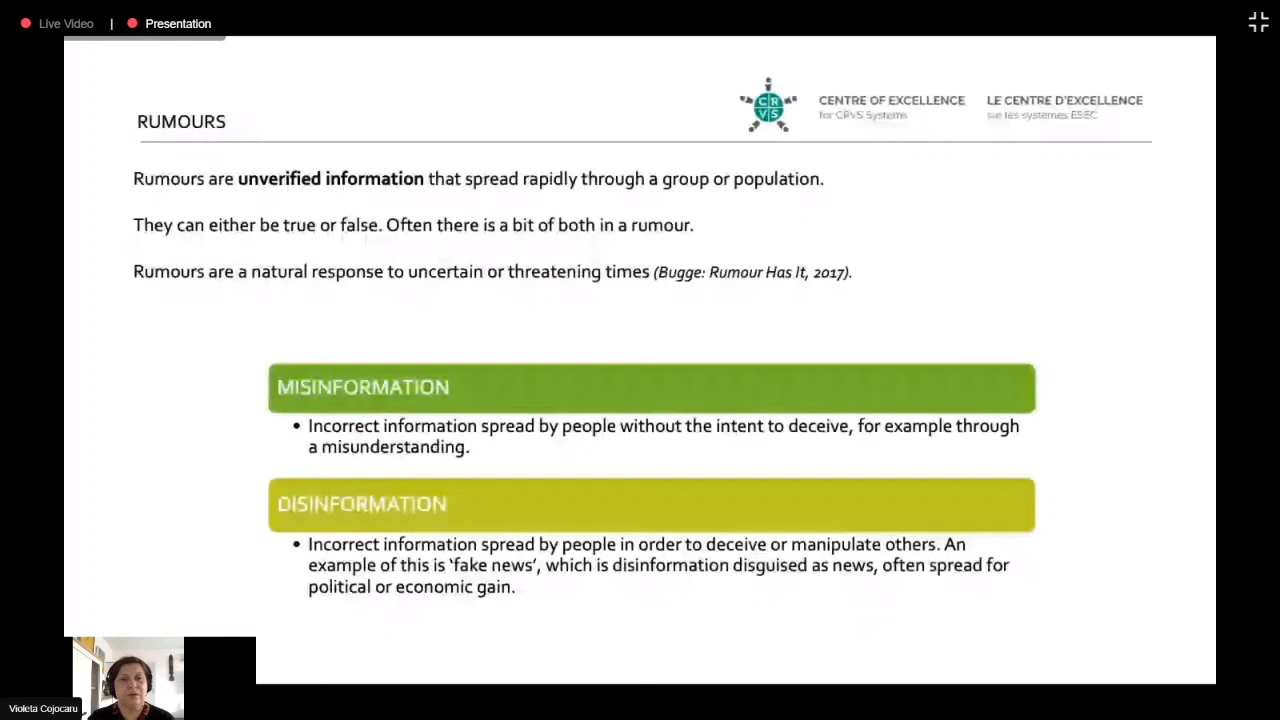 Live Video | Presentation
CENTRE OF EXCELLENCE LE CENTRE D'EXCELLENCE
for CRVS Systems sur les systèmes ESEC
CR
VS
RUMOURS
Rumours are unverified information that spread rapidly through a group or population.
They can either be true or false. Often there is a bit of both in a rumour.
Rumours are a natural response to uncertain or threatening times (Bugge: Rumour Has It, 2017).
MISINFORMATION
• Incorrect information spread by people without the intent to deceive, for example through
a misunderstanding.
DISINFORMATION
• Incorrect information spread by people in order to deceive or manipulate others. An
example of this is ‘fake news’, which is disinformation disguised as news, often spread for
political or economic gain.
Violeta Cojocaru